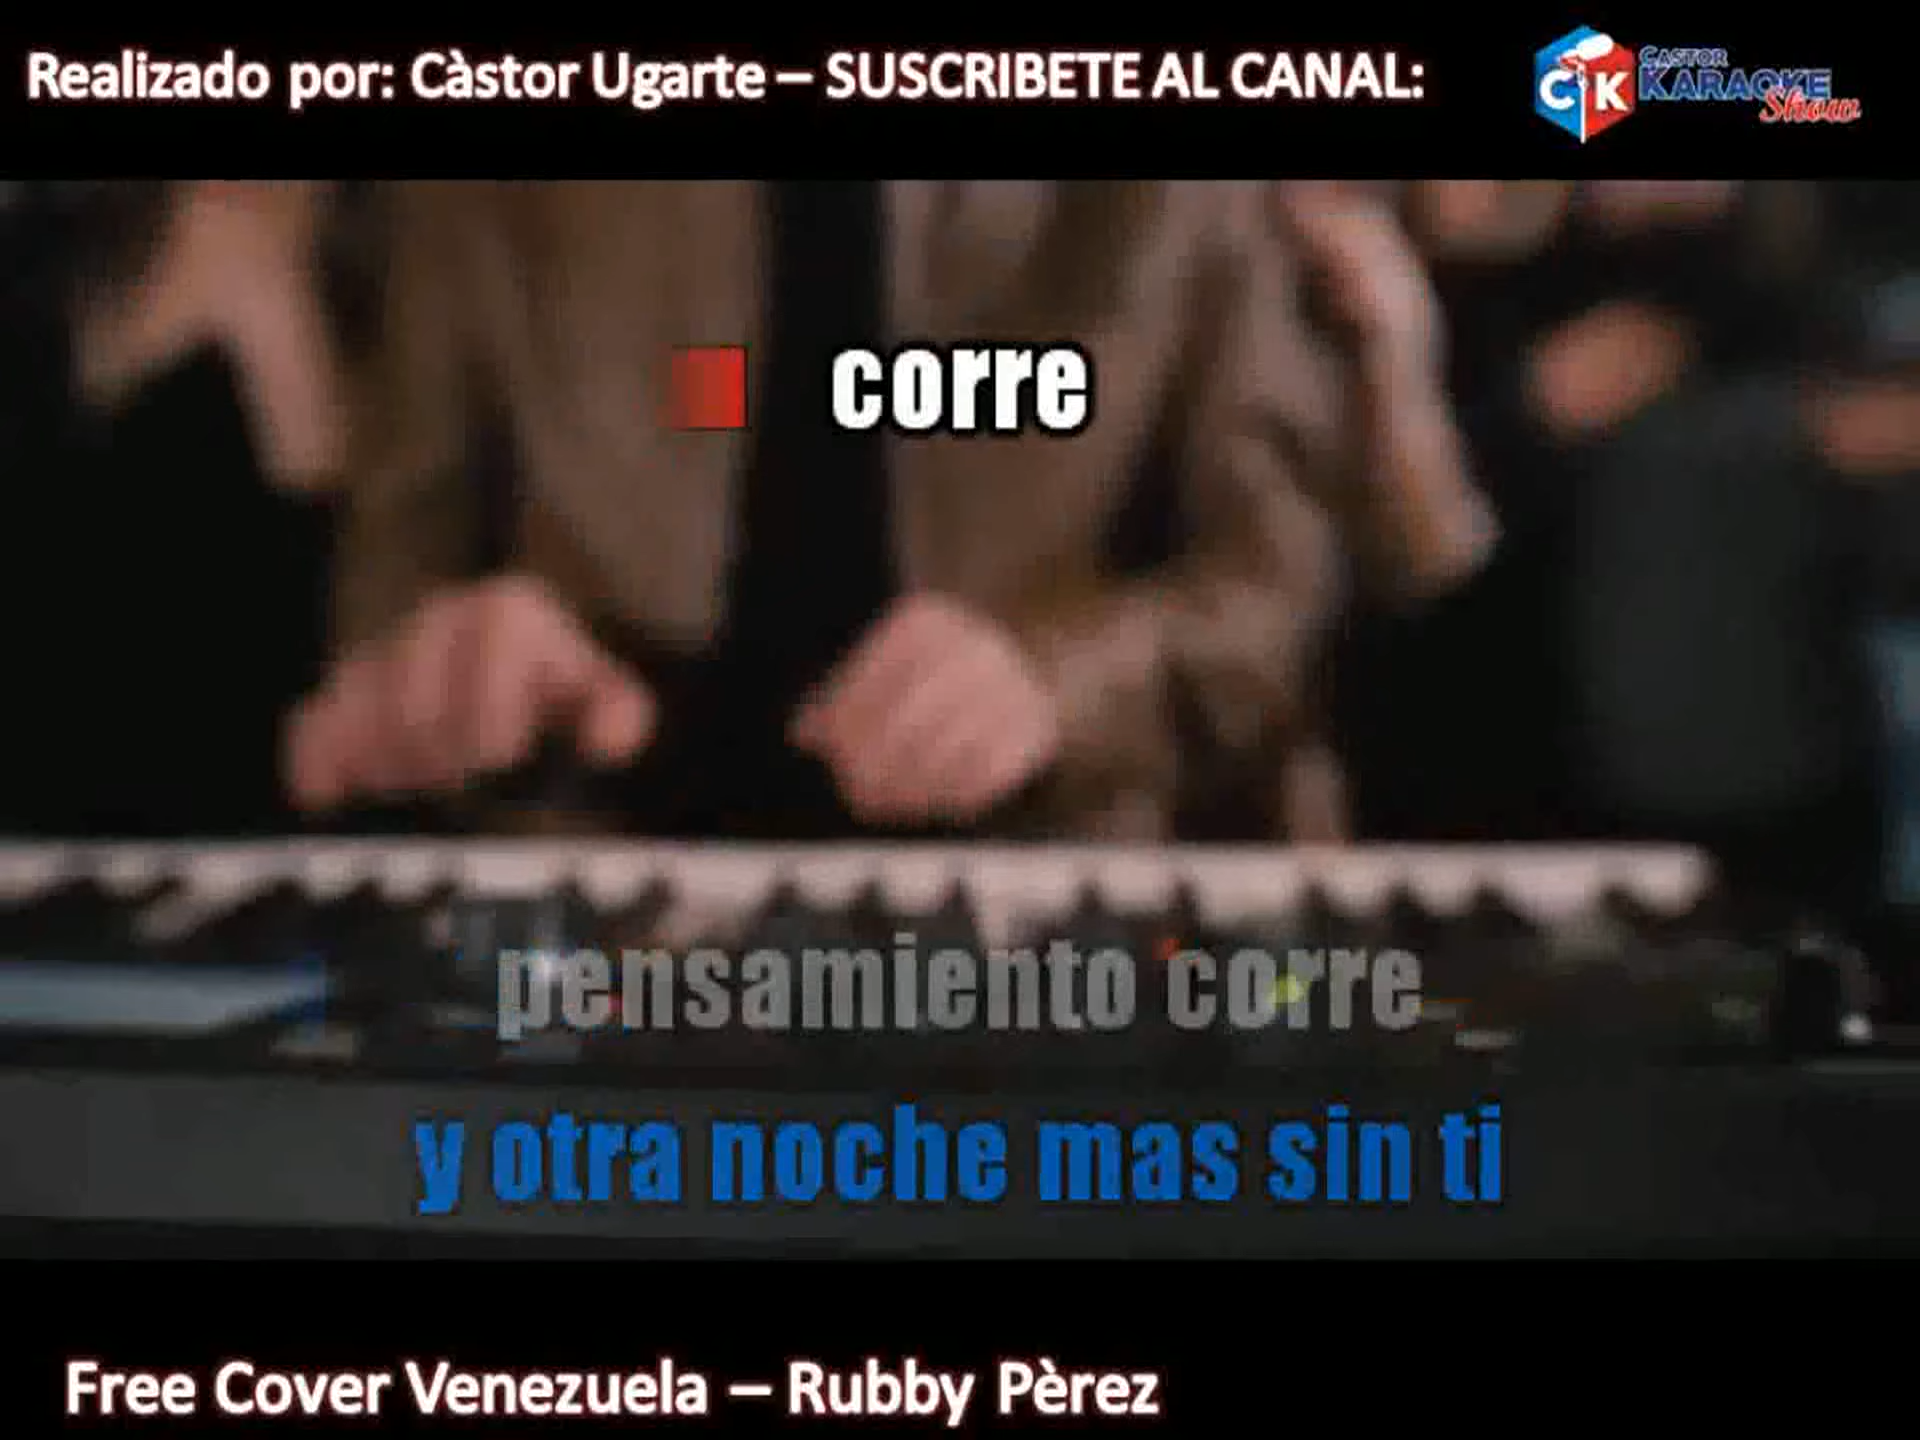 Realizado por: Càstor Ugarte – SUSCRIBETE AL CANAL:
CK CASTOR
KARAOKE
Show
corre
pensamiento corre
y otra noche mas sin ti
Free Cover Venezuela – Rubby Pèrez